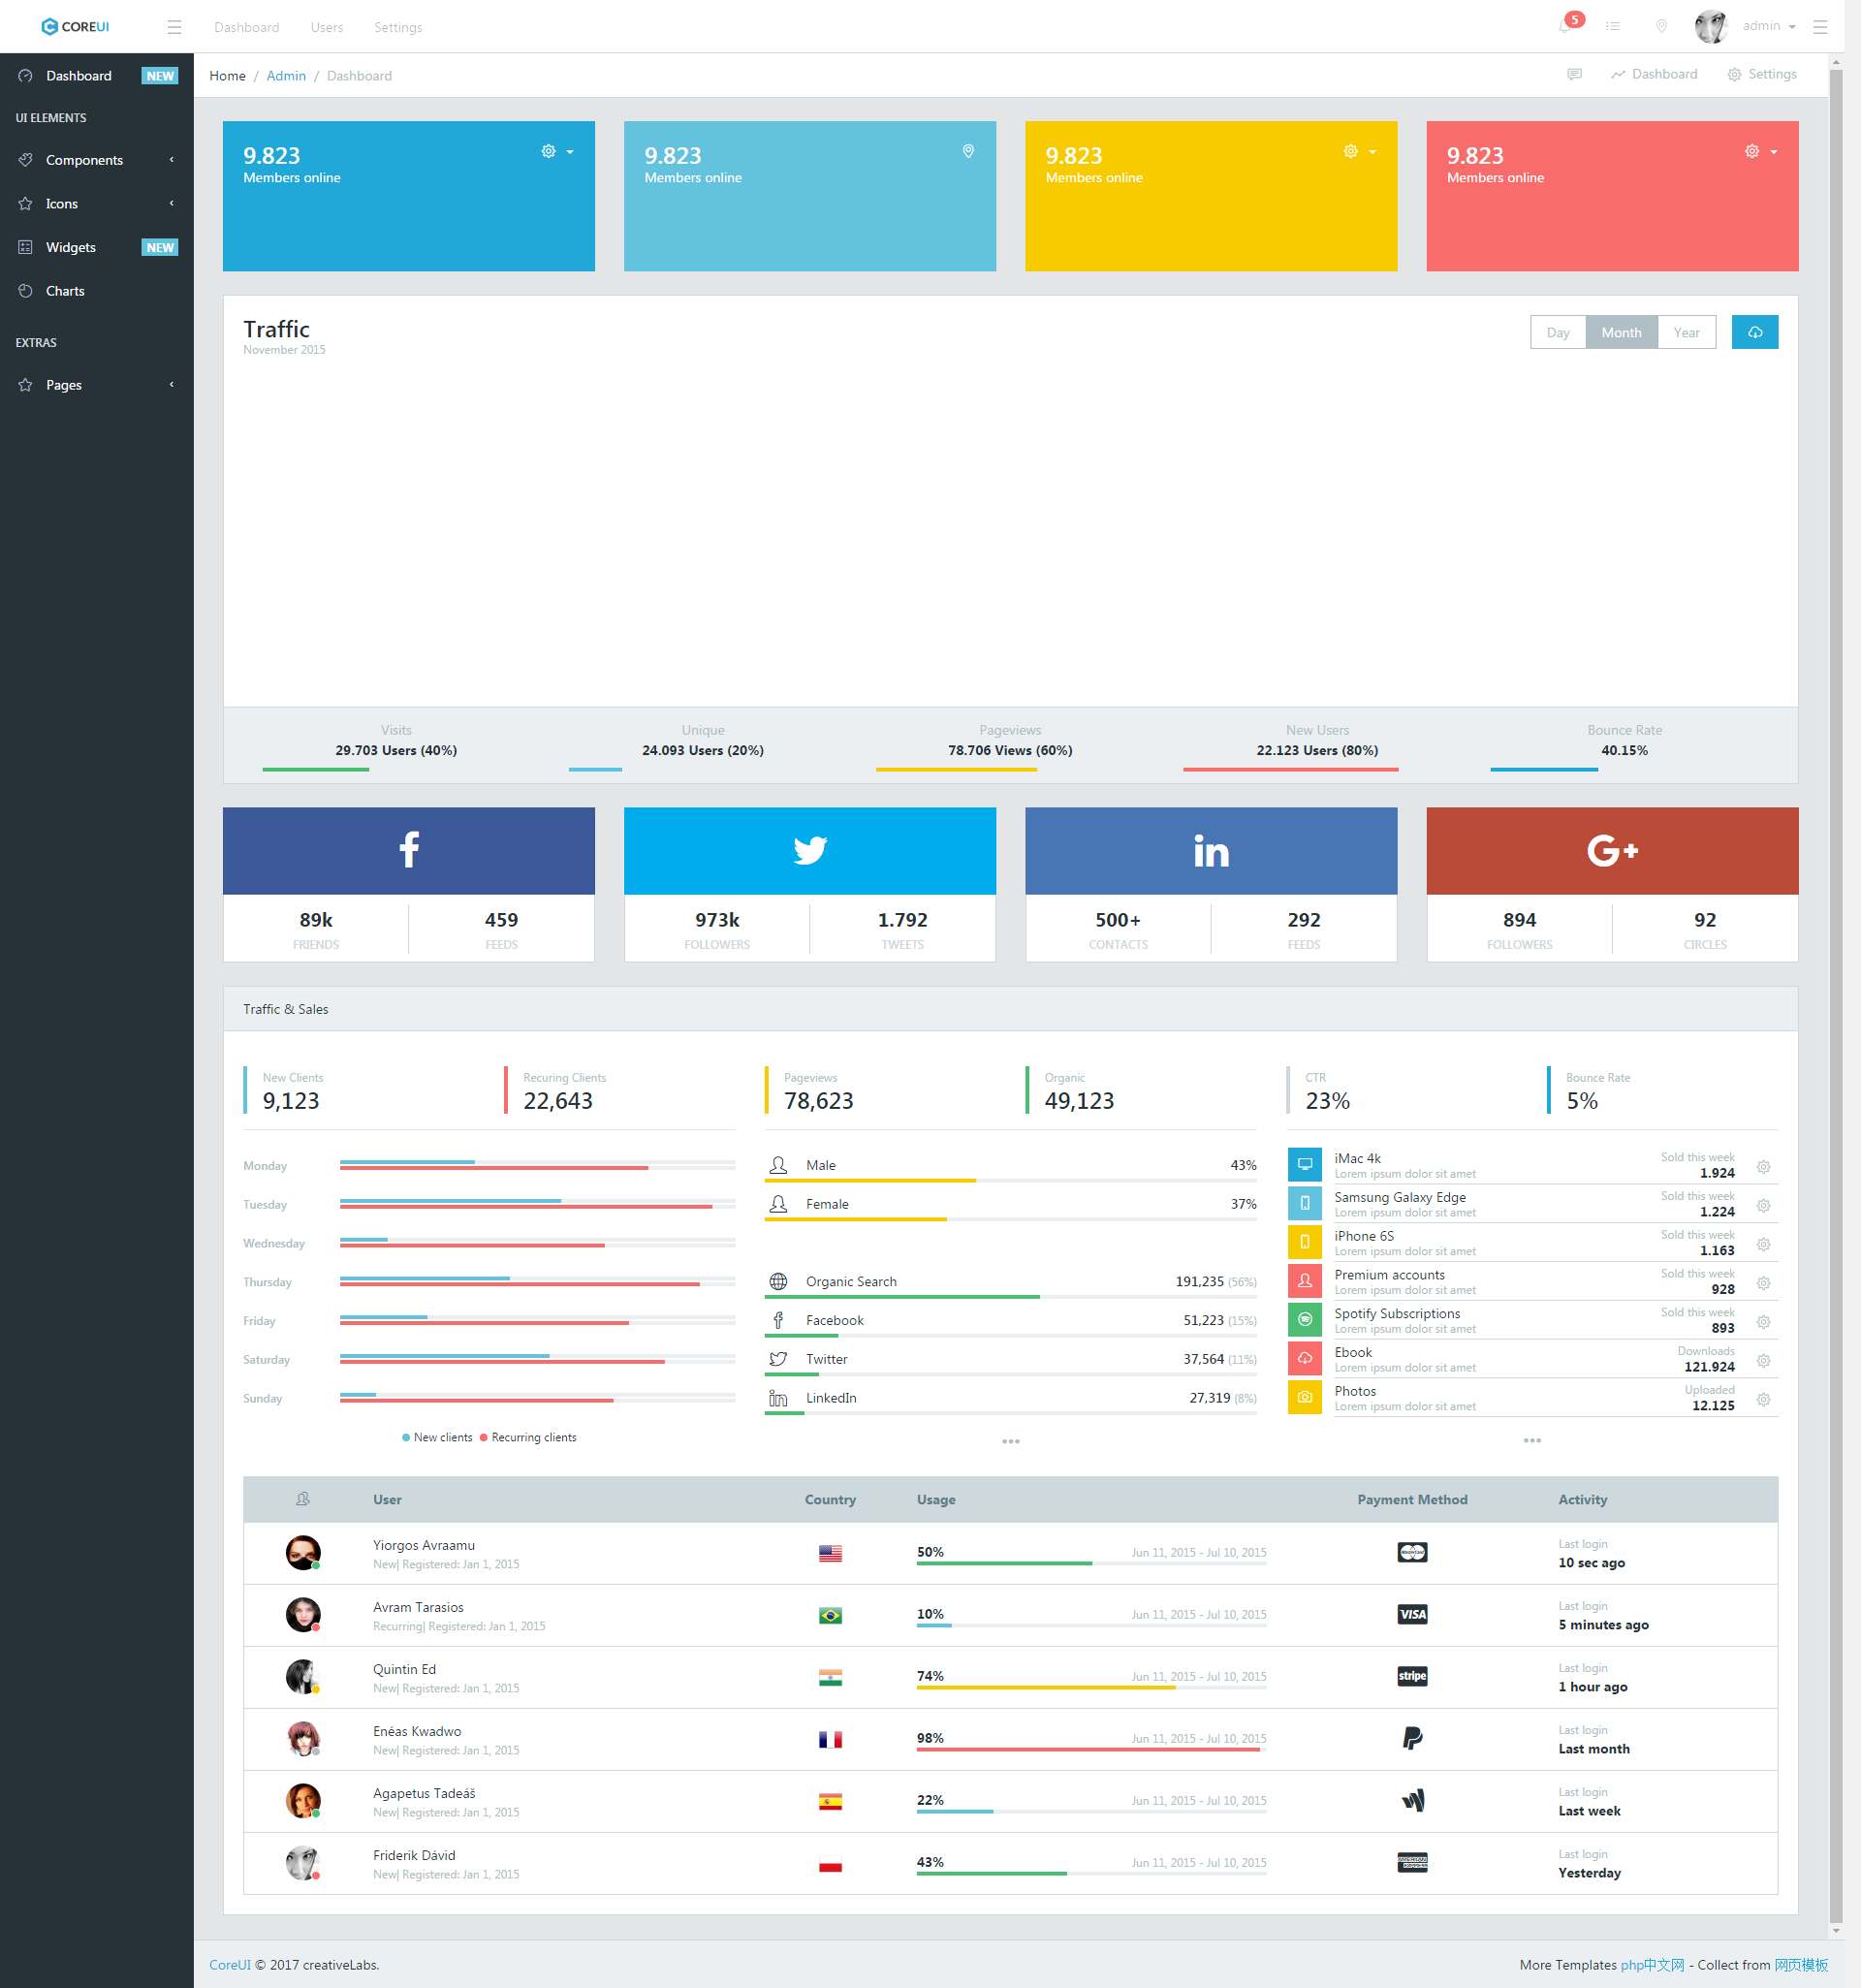 COREUI Dashboard Users Settings 5 admin
Dashboard NEW
UI ELEMENTS
Components
Icons
Widgets NEW
Charts
EXTRAS
Pages
Home / Admin / Dashboard Dashboard Settings
9.823 9.823 9.823 9.823
Members online Members online Members online Members online
Traffic
November 2015
Day Month Year
Visits Unique Pageviews New Users Bounce Rate
29.703 Users (40%) 24.093 Users (20%) 78.706 Views (60%) 22.123 Users (80%) 40.15%
f in G+
89k 459 973k 1.792 500+ 292 894 92
FRIENDS FEEDS FOLLOWERS TWEETS CONTACTS FEEDS FOLLOWERS CIRCLES
Traffic & Sales
New Clients Recuring Clients Pageviews Organic CTR Bounce Rate
9,123 22,643 78,623 49,123 23% 5%
Monday
Tuesday
Wednesday
Thursday
Friday
Saturday
Sunday
New clients Recurring clients
Male 43%
Female 37%
Organic Search 191,235 (56%)
Facebook 51,223 (15%)
Twitter 37,564 (11%)
LinkedIn 27,319 (8%)
iMac 4k Sold this week
Lorem ipsum dolor sit amet 1.924
Samsung Galaxy Edge Sold this week
Lorem ipsum dolor sit amet 1.224
iPhone 6S Sold this week
Lorem ipsum dolor sit amet 1.163
Premium accounts Sold this week
Lorem ipsum dolor sit amet 928
Spotify Subscriptions Sold this week
Lorem ipsum dolor sit amet 893
Ebook Downloads
Lorem ipsum dolor sit amet 121.924
Photos Uploaded
Lorem ipsum dolor sit amet 12.125
User Country Usage Payment Method Activity
Yiorgos Avraamu
New| Registered: Jan 1, 2015
50% Jun 11, 2015 - Jul 10, 2015
MasterCard
Last login
10 sec ago
Avram Tarasios
Recurring| Registered: Jan 1, 2015
10% Jun 11, 2015 - Jul 10, 2015
VISA
Last login
5 minutes ago
Quintin Ed
New| Registered: Jan 1, 2015
74% Jun 11, 2015 - Jul 10, 2015
stripe
Last login
1 hour ago
Enéas Kwadwo
New| Registered: Jan 1, 2015
98% Jun 11, 2015 - Jul 10, 2015
Last login
Last month
Agapetus Tadeáš
New| Registered: Jan 1, 2015
22% Jun 11, 2015 - Jul 10, 2015
Last login
Last week
Friderik Dávid
New| Registered: Jan 1, 2015
43% Jun 11, 2015 - Jul 10, 2015
AMERICAN EXPRESS
Last login
Yesterday
CoreUI © 2017 creativeLabs. More Templates php中文网 - Collect from 网页模板